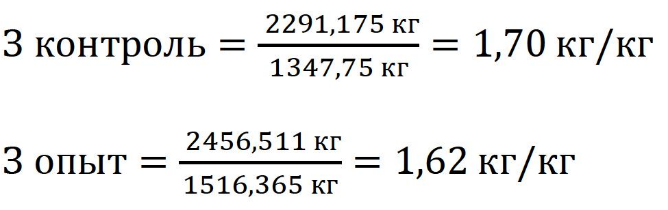 З контроль = 2291,175 кг / 1347,75 кг = 1,70 кг/кг
З опыт = 2456,511 кг / 1516,365 кг = 1,62 кг/кг